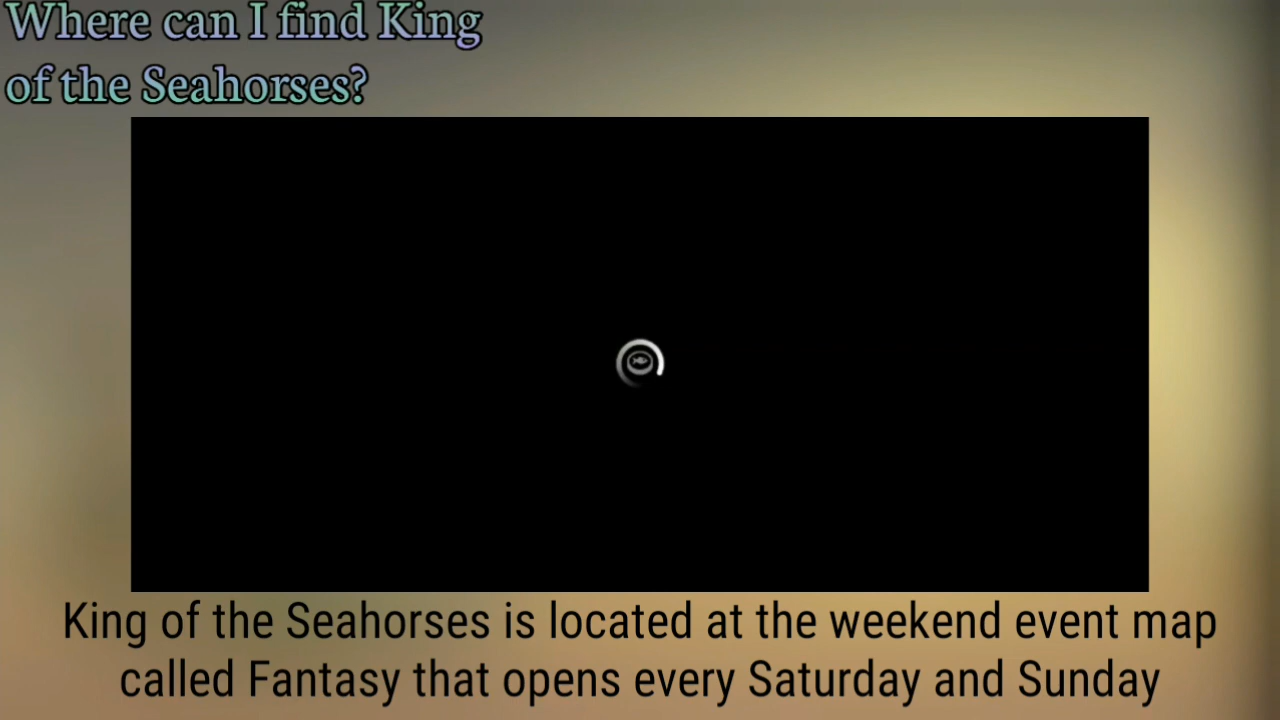 Where can I find King
of the Seahorses?
King of the Seahorses is located at the weekend event map
called Fantasy that opens every Saturday and Sunday